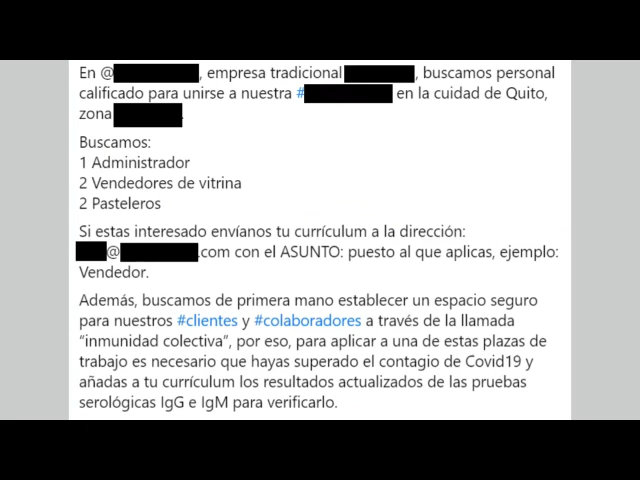 En @, empresa tradicional, buscamos personal
calificado para unirse a nuestra # en la cuidad de Quito,
zona.
Buscamos:
1 Administrador
2 Vendedores de vitrina
2 Pasteleros
Si estas interesado envíanos tu currículum a la dirección:
@.com con el ASUNTO: puesto al que aplicas, ejemplo:
Vendedor.
Además, buscamos de primera mano establecer un espacio seguro
para nuestros #clientes y #colaboradores a través de la llamada
“inmunidad colectiva”, por eso, para aplicar a una de estas plazas de
trabajo es necesario que hayas superado el contagio de Covid19 y
añadas a tu currículum los resultados actualizados de las pruebas
serológicas IgG e IgM para verificarlo.